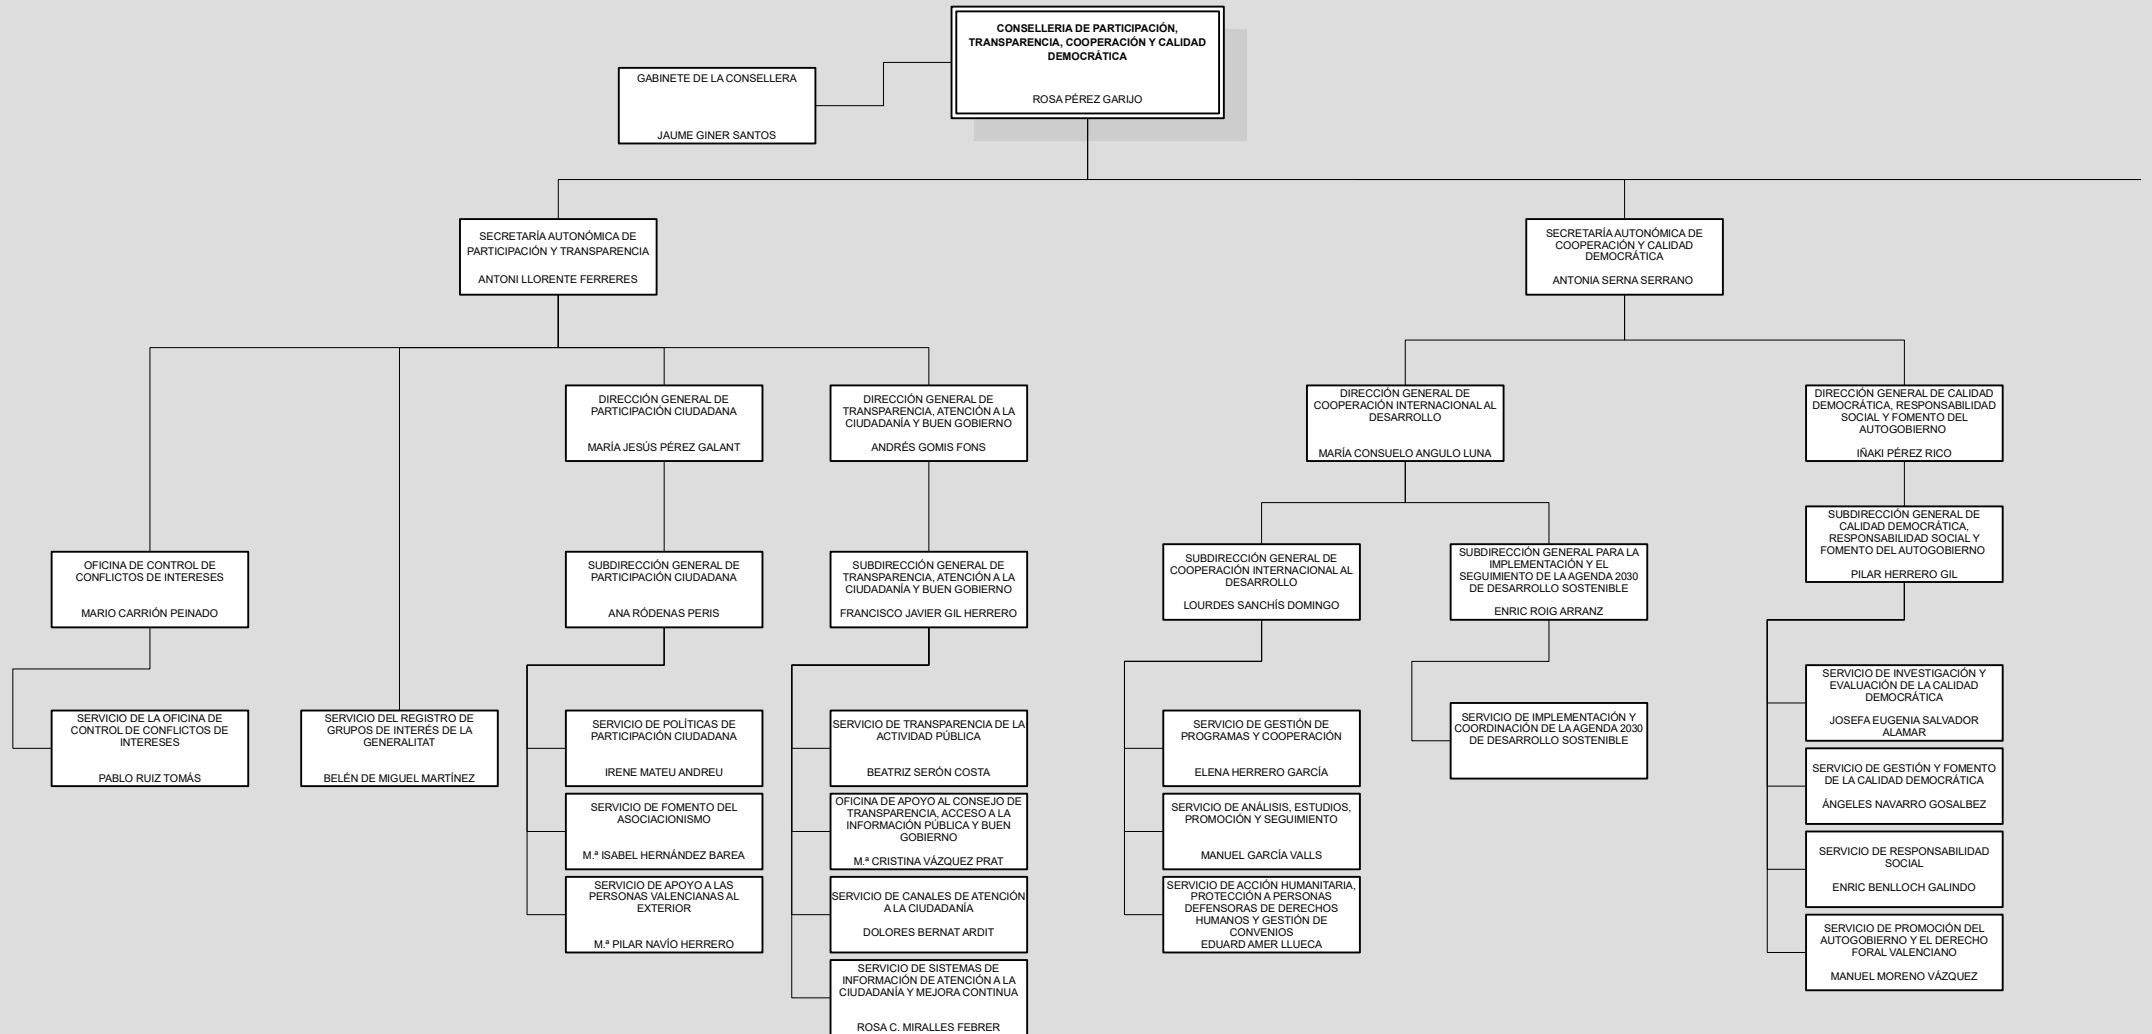 CONSELLERIA DE PARTICIPACIÓN,
TRANSPARENCIA, COOPERACIÓN Y CALIDAD
DEMOCRÁTICA
ROSA PÉREZ GARIJO
GABINETE DE LA CONSELLERA
JAUME GINER SANTOS
SECRETARÍA AUTONÓMICA DE
PARTICIPACIÓN Y TRANSPARENCIA
ANTONI LLORENTE FERRERES
SECRETARÍA AUTONÓMICA DE
COOPERACIÓN Y CALIDAD
DEMOCRÁTICA
ANTONIA SERNA SERRANO
DIRECCIÓN GENERAL DE
PARTICIPACIÓN CIUDADANA
MARÍA JESÚS PÉREZ GALANT
DIRECCIÓN GENERAL DE
TRANSPARENCIA, ATENCIÓN A LA
CIUDADANÍA Y BUEN GOBIERNO
ANDRÉS GOMIS FONS
DIRECCIÓN GENERAL DE
COOPERACIÓN INTERNACIONAL AL
DESARROLLO
MARÍA CONSUELO ANGULO LUNA
DIRECCIÓN GENERAL DE CALIDAD
DEMOCRÁTICA, RESPONSABILIDAD
SOCIAL Y FOMENTO DEL
AUTOGOBIERNO
IÑAKI PÉREZ RICO
OFICINA DE CONTROL DE
CONFLICTOS DE INTERESES
MARIO CARRIÓN PEINADO
SUBDIRECCIÓN GENERAL DE
PARTICIPACIÓN CIUDADANA
ANA RÓDENAS PERIS
SUBDIRECCIÓN GENERAL DE
TRANSPARENCIA, ATENCIÓN A LA
CIUDADANÍA Y BUEN GOBIERNO
FRANCISCO JAVIER GIL HERRERO
SUBDIRECCIÓN GENERAL DE
COOPERACIÓN INTERNACIONAL AL
DESARROLLO
LOURDES SANCHÍS DOMINGO
SUBDIRECCIÓN GENERAL PARA LA
IMPLEMENTACIÓN Y EL
SEGUIMIENTO DE LA AGENDA 2030
DE DESARROLLO SOSTENIBLE
ENRIC ROIG ARRANZ
SUBDIRECCIÓN GENERAL DE
CALIDAD DEMOCRÁTICA,
RESPONSABILIDAD SOCIAL Y
FOMENTO DEL AUTOGOBIERNO
PILAR HERRERO GIL
SERVICIO DE LA OFICINA DE
CONTROL DE CONFLICTOS DE
INTERESES
PABLO RUIZ TOMÁS
SERVICIO DEL REGISTRO DE
GRUPOS DE INTERÉS DE LA
GENERALITAT
BELÉN DE MIGUEL MARTÍNEZ
SERVICIO DE POLÍTICAS DE
PARTICIPACIÓN CIUDADANA
IRENE MATEU ANDREU
SERVICIO DE FOMENTO DEL
ASOCIACIONISMO
M.ª ISABEL HERNÁNDEZ BAREA
SERVICIO DE APOYO A LAS
PERSONAS VALENCIANAS AL
EXTERIOR
M.ª PILAR NAVÍO HERRERO
SERVICIO DE TRANSPARENCIA DE LA
ACTIVIDAD PÚBLICA
BEATRIZ SERÓN COSTA
OFICINA DE APOYO AL CONSEJO DE
TRANSPARENCIA, ACCESO A LA
INFORMACIÓN PÚBLICA Y BUEN
GOBIERNO
M.ª CRISTINA VÁZQUEZ PRAT
SERVICIO DE CANALES DE ATENCIÓN
A LA CIUDADANÍA
DOLORES BERNAT ARDIT
SERVICIO DE SISTEMAS DE
INFORMACIÓN DE ATENCIÓN A LA
CIUDADANÍA Y MEJORA CONTINUA
ROSA C. MIRALLES FEBRER
SERVICIO DE GESTIÓN DE
PROGRAMAS Y COOPERACIÓN
ELENA HERRERO GARCÍA
SERVICIO DE ANÁLISIS, ESTUDIOS,
PROMOCIÓN Y SEGUIMIENTO
MANUEL GARCÍA VALLS
SERVICIO DE ACCIÓN HUMANITARIA,
PROTECCIÓN A PERSONAS
DEFENSORAS DE DERECHOS
HUMANOS Y GESTIÓN DE
CONVENIOS
EDUARD AMER LLUECA
SERVICIO DE IMPLEMENTACIÓN Y
COORDINACIÓN DE LA AGENDA 2030
DE DESARROLLO SOSTENIBLE
SERVICIO DE INVESTIGACIÓN Y
EVALUACIÓN DE LA CALIDAD
DEMOCRÁTICA
JOSEFA EUGENIA SALVADOR
ALAMAR
SERVICIO DE GESTIÓN Y FOMENTO
DE LA CALIDAD DEMOCRÁTICA
ÁNGELES NAVARRO GOSALBEZ
SERVICIO DE RESPONSABILIDAD
SOCIAL
ENRIC BENLLOCH GALINDO
SERVICIO DE PROMOCIÓN DEL
AUTOGOBIERNO Y EL DERECHO
FORAL VALENCIANO
MANUEL MORENO VÁZQUEZ